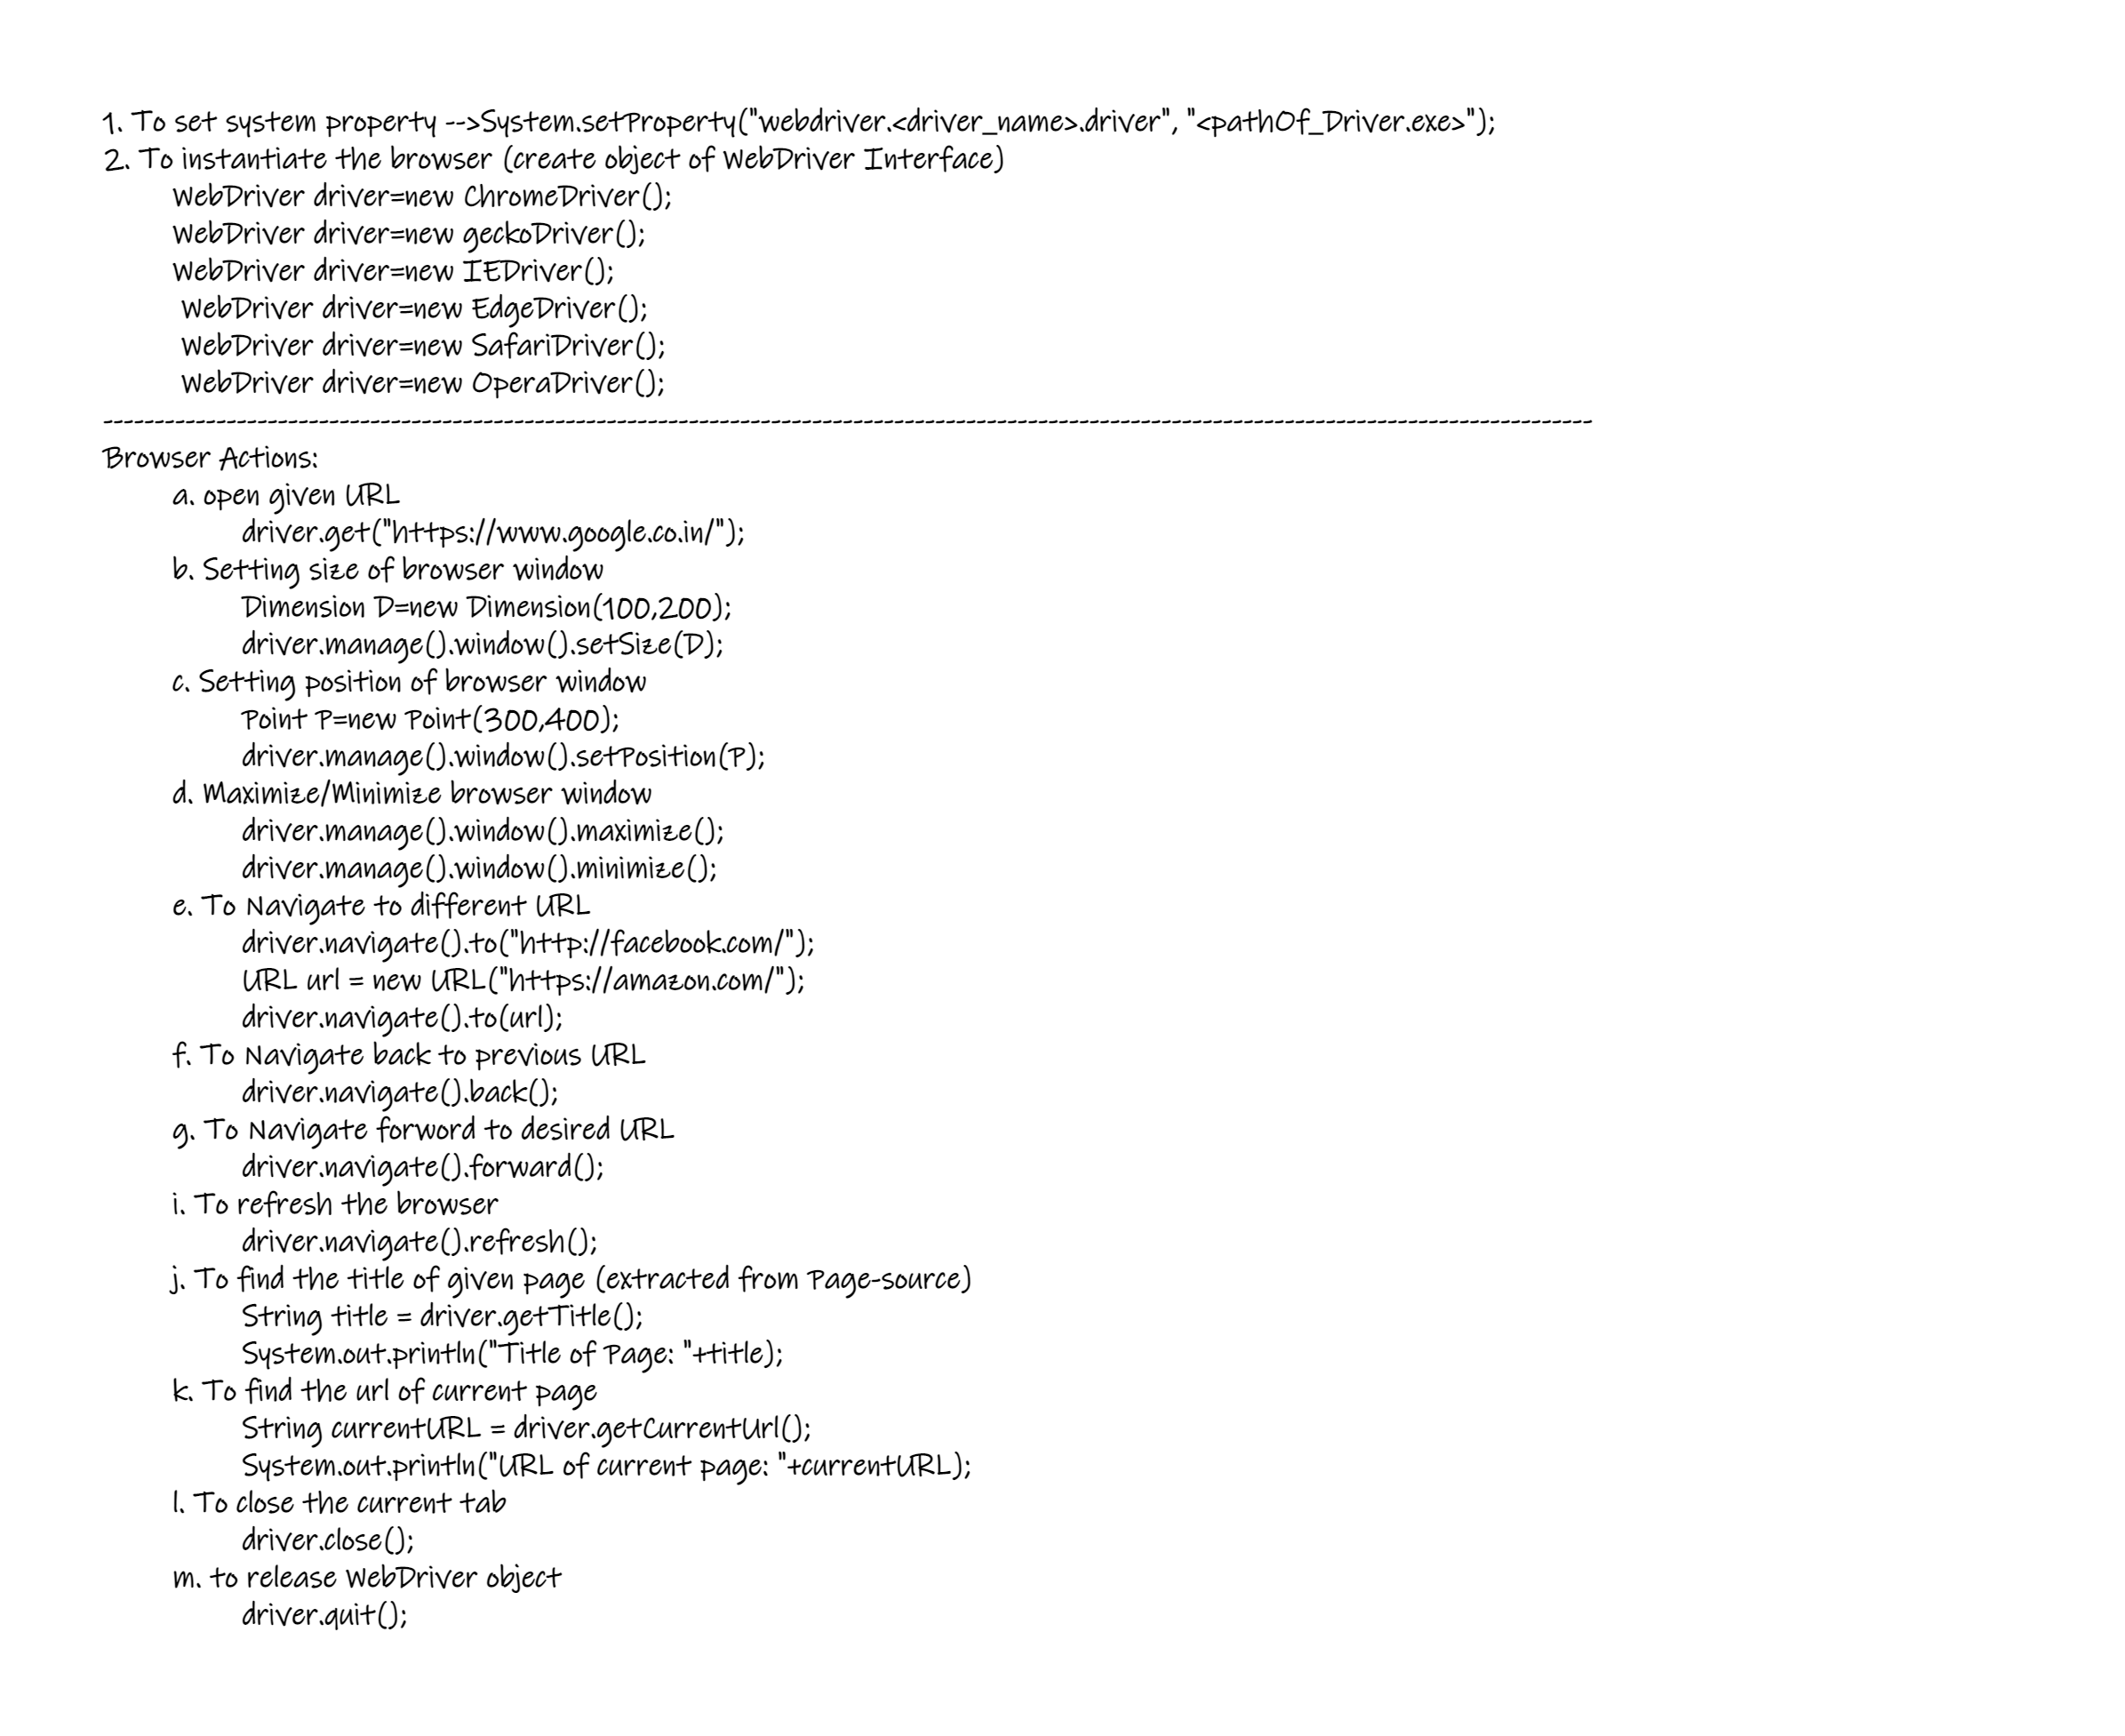 1. To set system property -->System.setProperty("webdriver.<driver_name>.driver", "<pathOf_Driver.exe>");
2. To instantiate the browser (create object of WebDriver Interface)
WebDriver driver=new ChromeDriver();
WebDriver driver=new geckoDriver();
WebDriver driver=new IEDriver();
WebDriver driver=new EdgeDriver();
WebDriver driver=new SafariDriver();
WebDriver driver=new OperaDriver();
----------------------------------------------------------------------------------------------------------------------------------------------------
Browser Actions:
a. open given URL
driver.get("https://www.google.co.in/");
b. Setting size of browser window
Dimension D=new Dimension(100,200);
driver.manage().window().setSize(D);
c. Setting position of browser window
Point P=new Point(300,400);
driver.manage().window().setPosition(P);
d. Maximize/Minimize browser window
driver.manage().window().maximize();
driver.manage().window().minimize();
e. To Navigate to different URL
driver.navigate().to("http://facebook.com/");
URL url = new URL("https://amazon.com/");
driver.navigate().to(url);
f. To Navigate back to previous URL
driver.navigate().back();
g. To Navigate forword to desired URL
driver.navigate().forward();
i. To refresh the browser
driver.navigate().refresh();
j. To find the title of given page (extracted from Page-source)
String title = driver.getTitle();
System.out.println("Title of Page: "+title);
k. To find the url of current page
String currentURL = driver.getCurrentUrl();
System.out.println("URL of current page: "+currentURL);
l. To close the current tab
driver.close();
m. to release WebDriver object
driver.quit();